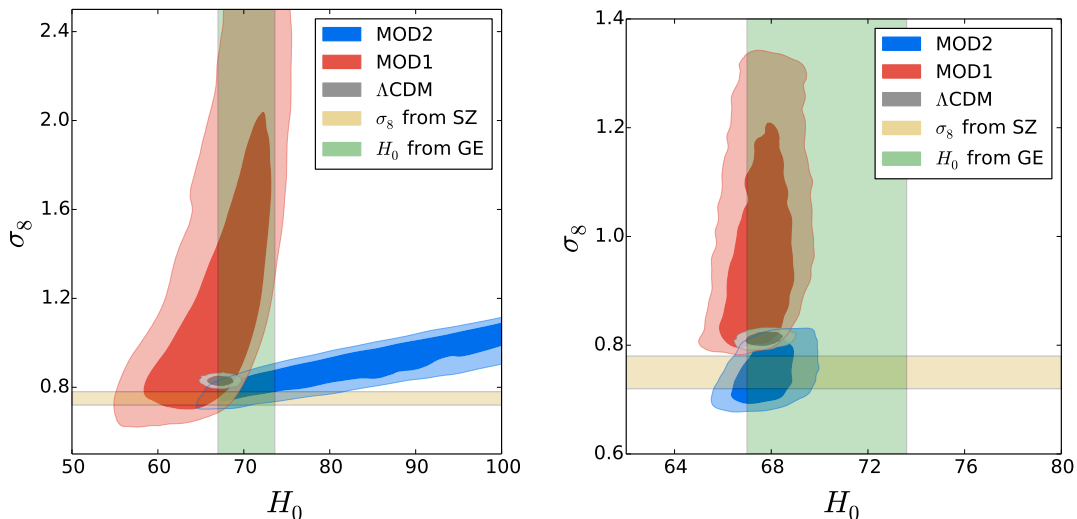 2.4
2.0
1.6
1.2
0.8
σ₈
50
60
70
80
90
100
H₀
MOD2
MOD1
ΛCDM
σ₈ from SZ
H₀ from GE
1.4
1.2
1.0
0.8
0.6
σ₈
64
68
72
76
80
H₀
MOD2
MOD1
ΛCDM
σ₈ from SZ
H₀ from GE